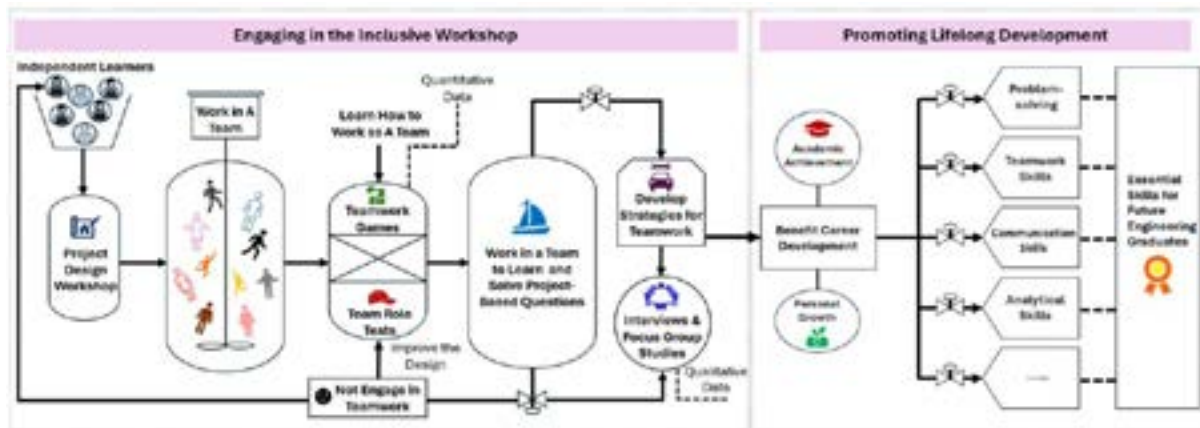 Engaging in the Inclusive Workshop
Promoting Lifelong Development
Independent Learners
Project
Design
Workshop
Work in A
Team
Learn How to
Work as A Team
Quantitative
Data
Teamwork
Games
Team Role
Tests
Improve the
Design
Not Engage in
Teamwork
Work in a Team
to Learn and
Solve Project-
Based Questions
Develop
Strategies for
Teamwork
Interviews &
Focus Group
Studies
Qualitative
Data
Academic
Achievement
Benefit Career
Development
Personal
Growth
Problem-
solving
Teamwork
Skills
Communication
Skills
Analytical
Skills
......
Essential
Skills for
Future
Engineering
Graduates